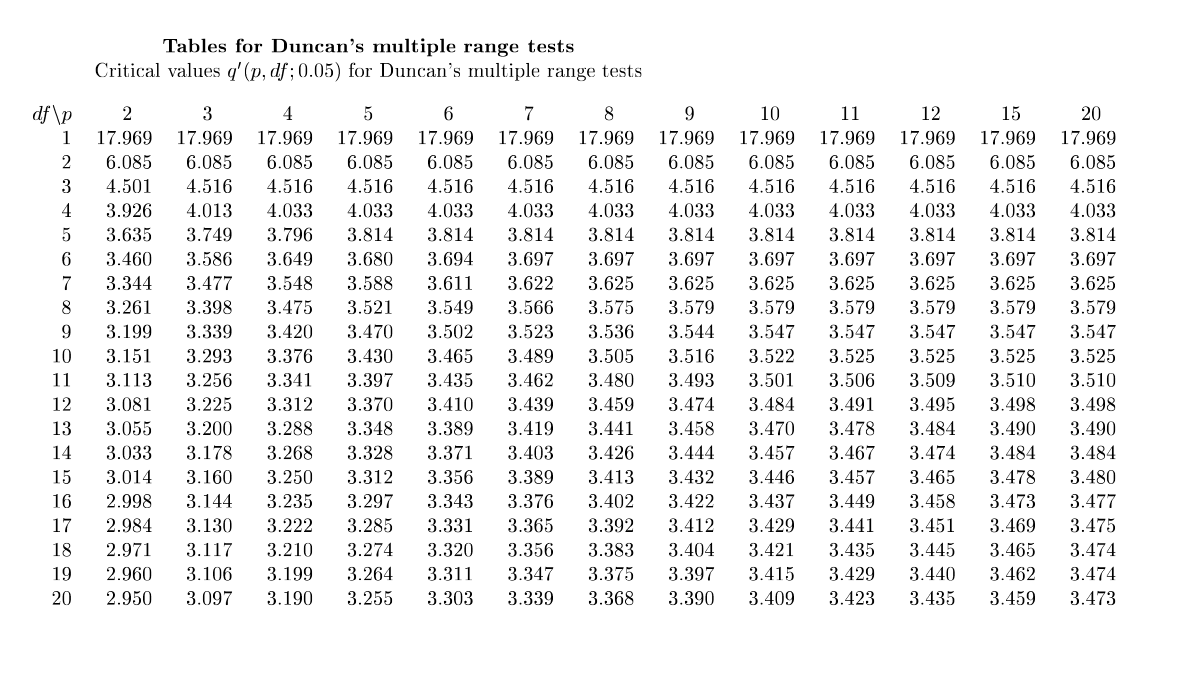 Tables for Duncan's multiple range tests
Critical values q′(p, df; 0.05) for Duncan's multiple range tests
df\p 2 3 4 5 6 7 8 9 10 11 12 15 20
1 17.969 17.969 17.969 17.969 17.969 17.969 17.969 17.969 17.969 17.969 17.969 17.969 17.969
2 6.085 6.085 6.085 6.085 6.085 6.085 6.085 6.085 6.085 6.085 6.085 6.085 6.085
3 4.501 4.516 4.516 4.516 4.516 4.516 4.516 4.516 4.516 4.516 4.516 4.516 4.516
4 3.926 4.013 4.033 4.033 4.033 4.033 4.033 4.033 4.033 4.033 4.033 4.033 4.033
5 3.635 3.749 3.796 3.814 3.814 3.814 3.814 3.814 3.814 3.814 3.814 3.814 3.814
6 3.460 3.586 3.649 3.680 3.694 3.697 3.697 3.697 3.697 3.697 3.697 3.697 3.697
7 3.344 3.477 3.548 3.588 3.611 3.622 3.625 3.625 3.625 3.625 3.625 3.625 3.625
8 3.261 3.398 3.475 3.521 3.549 3.566 3.575 3.579 3.579 3.579 3.579 3.579 3.579
9 3.199 3.339 3.420 3.470 3.502 3.523 3.536 3.544 3.547 3.547 3.547 3.547 3.547
10 3.151 3.293 3.376 3.430 3.465 3.489 3.505 3.516 3.522 3.525 3.525 3.525 3.525
11 3.113 3.256 3.341 3.397 3.435 3.462 3.480 3.493 3.501 3.506 3.509 3.510 3.510
12 3.081 3.225 3.312 3.370 3.410 3.439 3.459 3.474 3.484 3.491 3.495 3.498 3.498
13 3.055 3.200 3.288 3.348 3.389 3.419 3.441 3.458 3.470 3.478 3.484 3.490 3.490
14 3.033 3.178 3.268 3.328 3.371 3.403 3.426 3.444 3.457 3.467 3.474 3.484 3.484
15 3.014 3.160 3.250 3.312 3.356 3.389 3.413 3.432 3.446 3.457 3.465 3.478 3.480
16 2.998 3.144 3.235 3.297 3.343 3.376 3.402 3.422 3.437 3.449 3.458 3.473 3.477
17 2.984 3.130 3.222 3.285 3.331 3.365 3.392 3.412 3.429 3.441 3.451 3.469 3.475
18 2.971 3.117 3.210 3.274 3.320 3.356 3.383 3.404 3.421 3.435 3.445 3.465 3.474
19 2.960 3.106 3.199 3.264 3.311 3.347 3.375 3.397 3.415 3.429 3.440 3.462 3.474
20 2.950 3.097 3.190 3.255 3.303 3.339 3.368 3.390 3.409 3.423 3.435 3.459 3.473